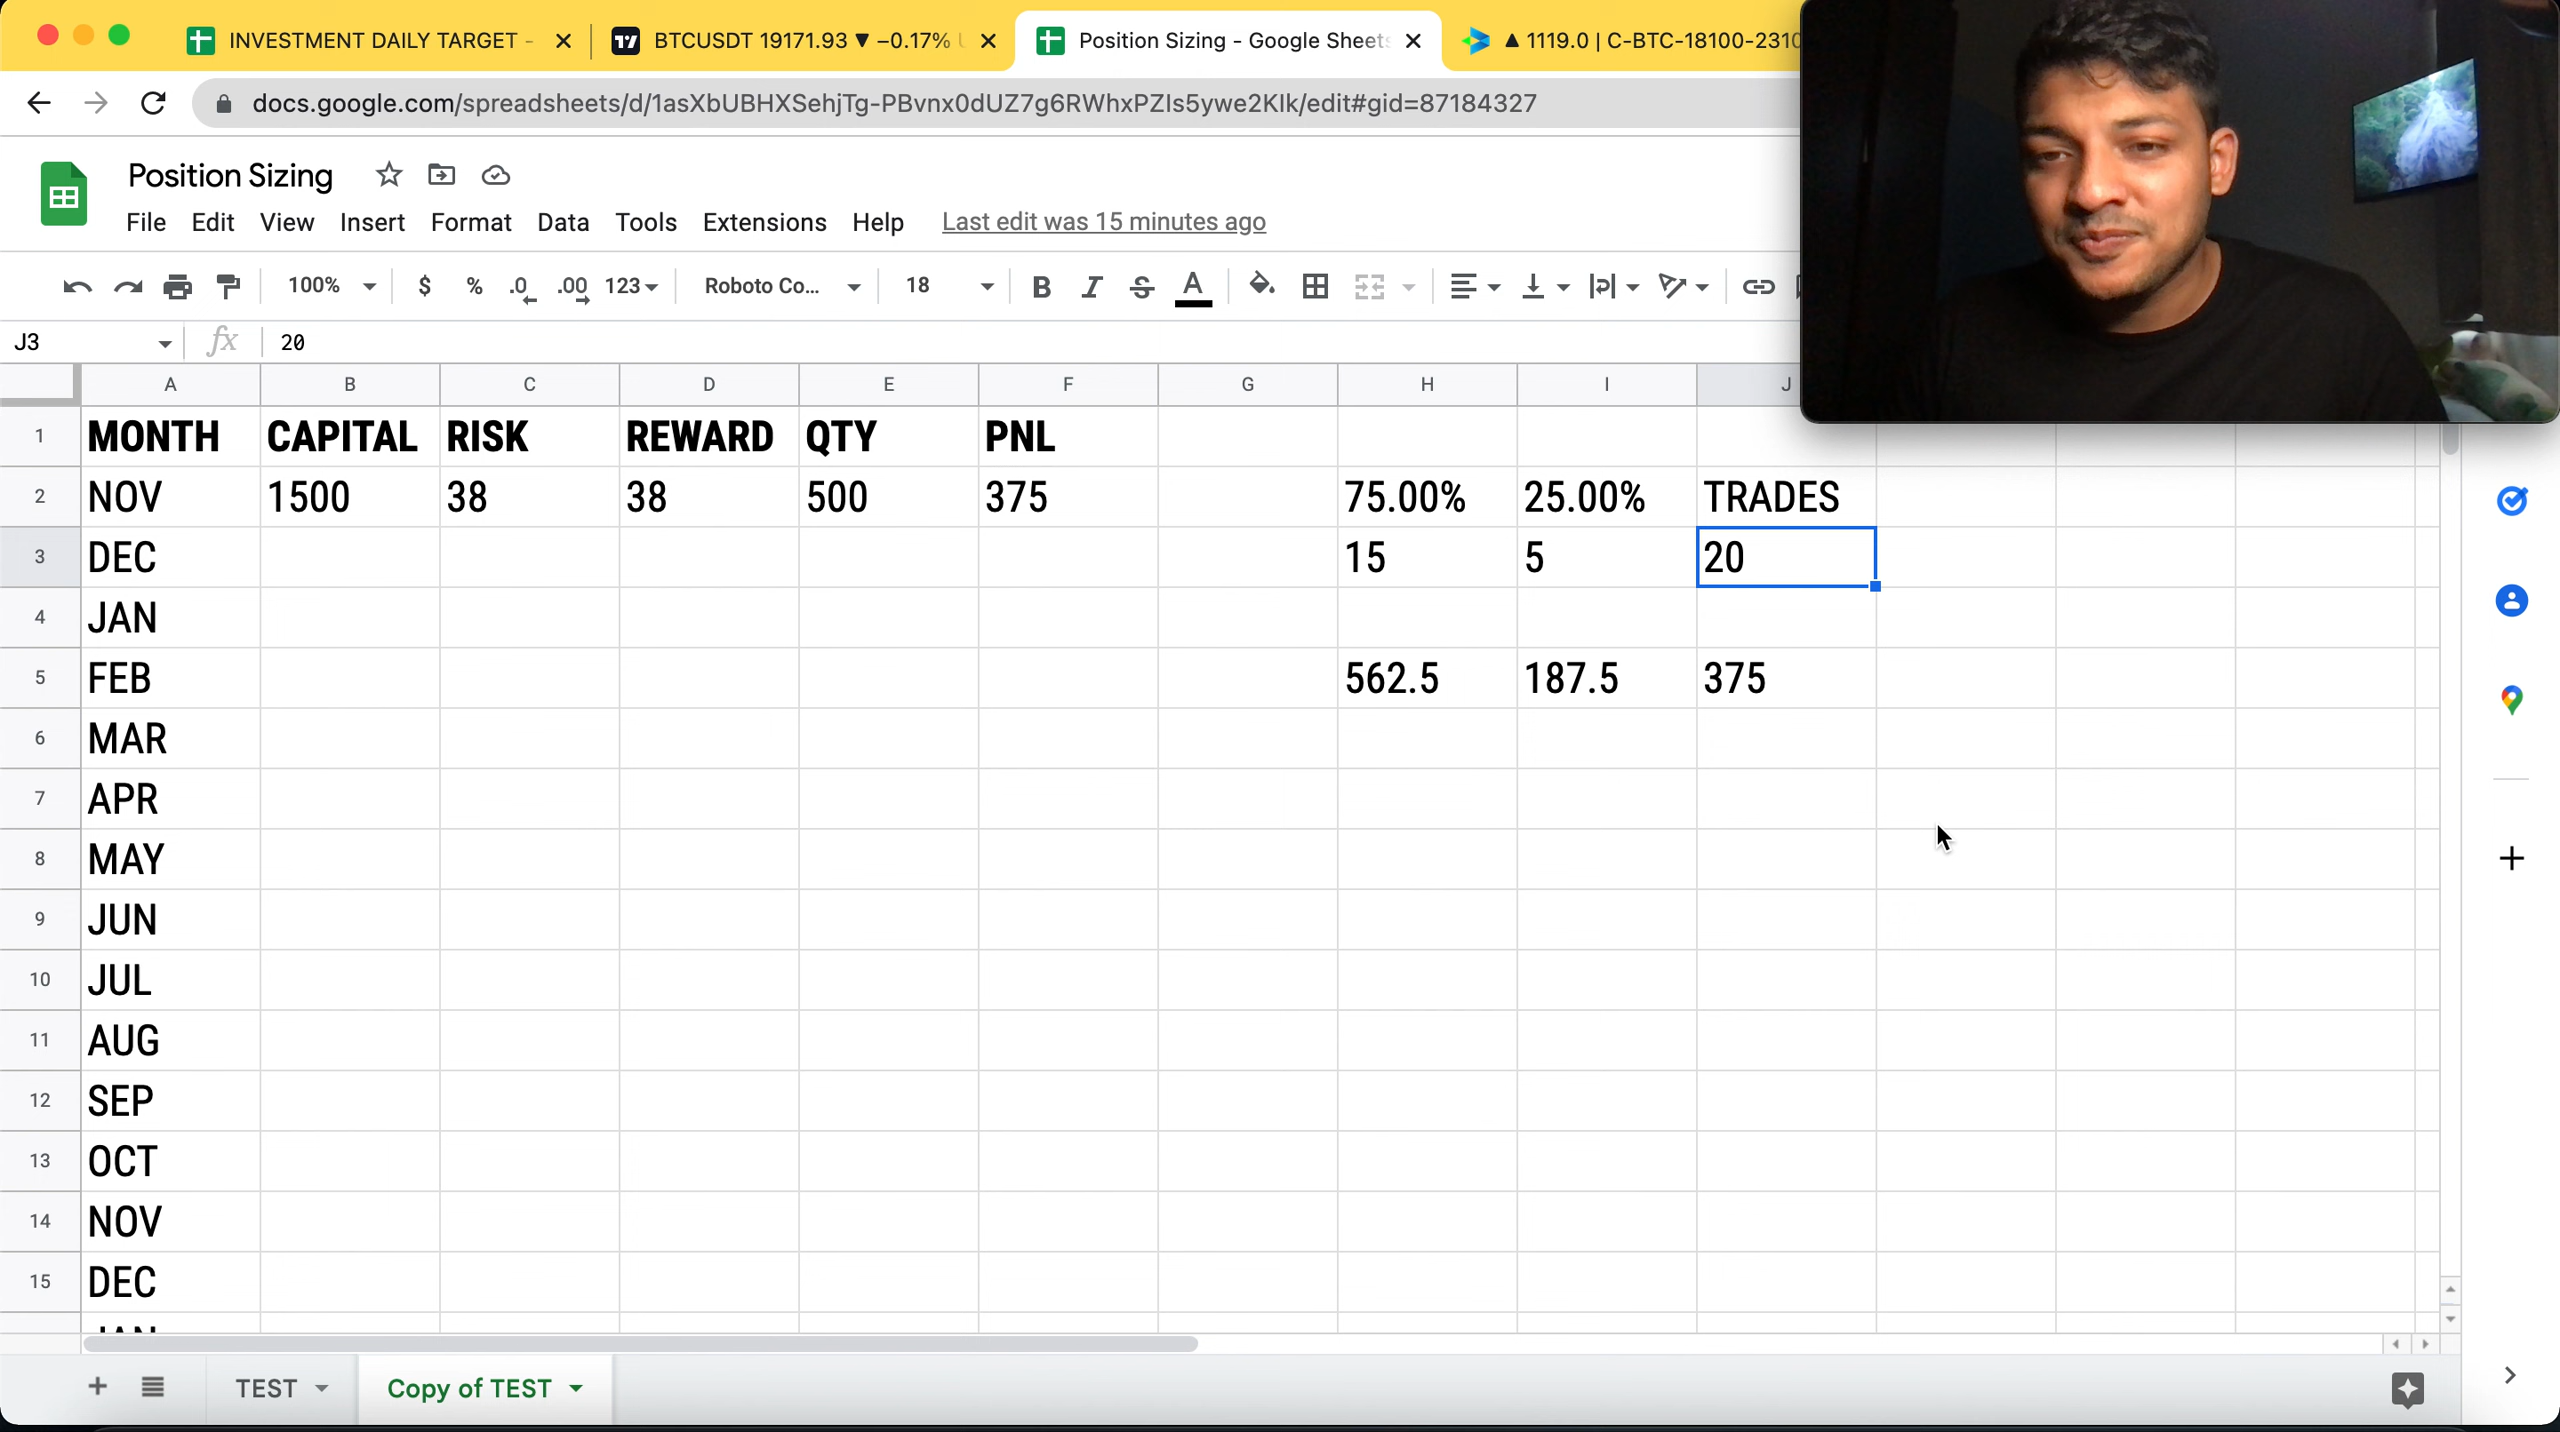 INVESTMENT DAILY TARGET -
BTCUSDT 19171.93 ▼ −0.17%
Position Sizing - Google Sheets
▲ 1119.0 | C-BTC-18100-2310
docs.google.com/spreadsheets/d/1asXbUBHXSehjTg-PBvnx0dUZ7g6RWhxPZIs5ywe2KIk/edit#gid=87184327
Position Sizing
File Edit View Insert Format Data Tools Extensions Help Last edit was 15 minutes ago
100% $ % .0 .00 123 Roboto Co... 18 B I S A
J3 fx 20
A B C D E F G H I J
1 MONTH CAPITAL RISK REWARD QTY PNL
2 NOV 1500 38 38 500 375 75.00% 25.00% TRADES
3 DEC 15 5 20
4 JAN
5 FEB 562.5 187.5 375
6 MAR
7 APR
8 MAY
9 JUN
10 JUL
11 AUG
12 SEP
13 OCT
14 NOV
15 DEC
JAN
TEST Copy of TEST